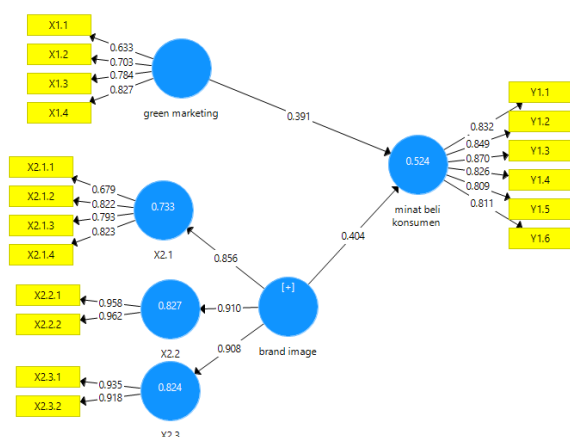 X1.1
0.633
X1.2
0.703
X1.3
0.784
X1.4
0.827
green marketing
0.391
Y1.1
0.832
Y1.2
0.849
Y1.3
0.870
0.524
0.826
Y1.4
0.809
Y1.5
0.811
Y1.6
minat beli
konsumen
0.404
X2.1.1
0.679
X2.1.2
0.822
0.733
X2.1.3
0.793
X2.1.4
0.823
X2.1
0.856
X2.2.1
0.958
0.827
0.910
X2.2.2
0.962
X2.2
[+]
brand image
0.908
X2.3.1
0.935
0.824
X2.3.2
0.918
X2.3